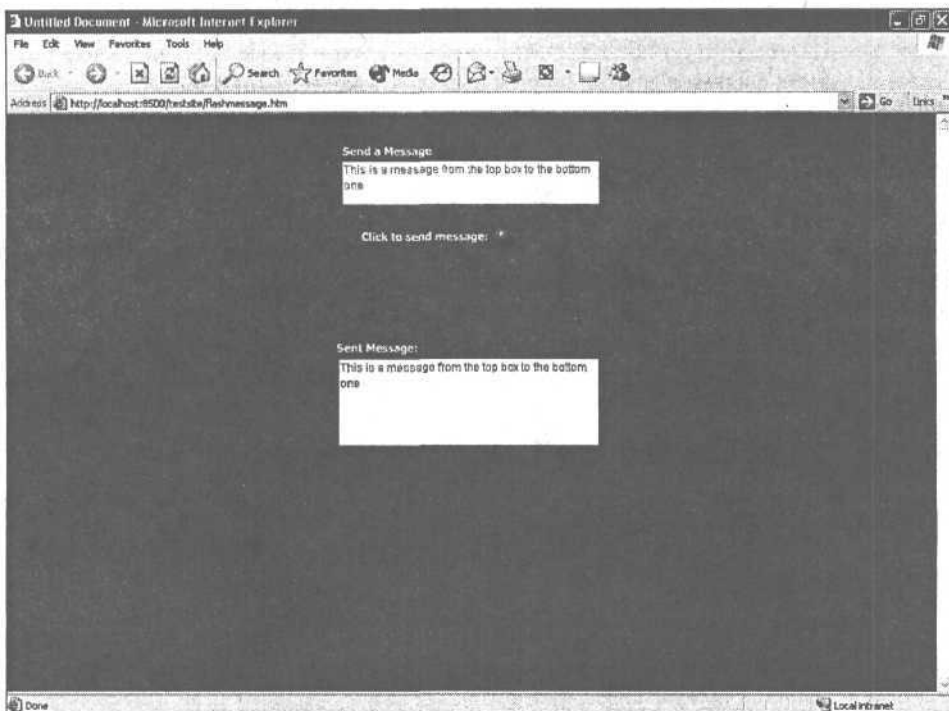 Untitled Document - Microsoft Internet Explorer
File Edit View Favorites Tools Help
Back Search Favorites Media
Address http://localhost:8500/testsite/flashmessage.htm Go Links »
Send a Message:
This is a message from the top box to the bottom
one
Click to send message:
Sent Message:
This is a message from the top box to the bottom
one
Done Local intranet